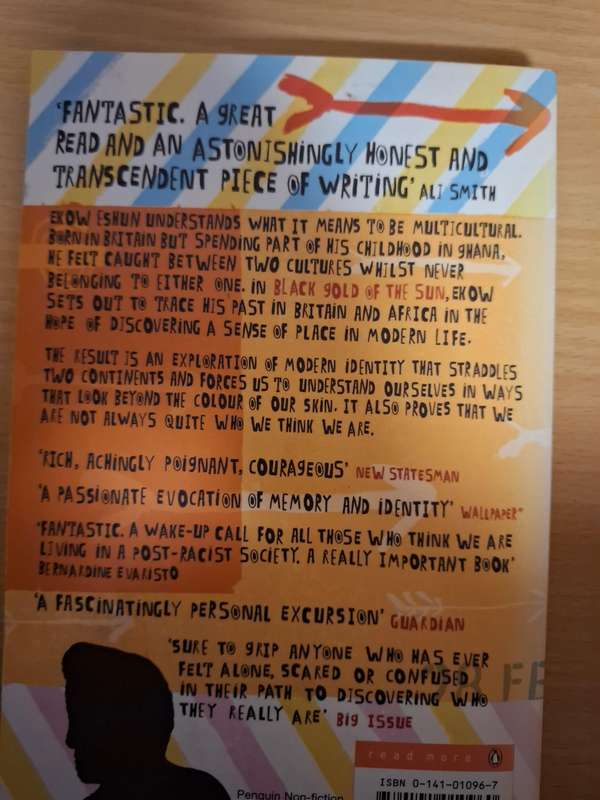 'FANTASTIC. A GREAT
READ AND AN ASTONISHINGLY HONEST AND
TRANSCENDENT PIECE OF WRITING' ALI SMITH
EKOW ESHUN UNDERSTANDS WHAT IT MEANS TO BE MULTICULTURAL.
BORN IN BRITAIN BUT SPENDING PART OF HIS CHILDHOOD IN GHANA,
HE FELT CAUGHT BETWEEN TWO CULTURES WHILST NEVER
BELONGING TO EITHER ONE. IN BLACK GOLD OF THE SUN, EKOW
SETS OUT TO TRACE HIS PAST IN BRITAIN AND AFRICA IN THE
HOPE OF DISCOVERING A SENSE OF PLACE IN MODERN LIFE.
THE RESULT IS AN EXPLORATION OF MODERN IDENTITY THAT STRADDLES
TWO CONTINENTS AND FORCES US TO UNDERSTAND OURSELVES IN WAYS
THAT LOOK BEYOND THE COLOUR OF OUR SKIN. IT ALSO PROVES THAT WE
ARE NOT ALWAYS QUITE WHO WE THINK WE ARE.
'RICH, ACHINGLY POIGNANT, COURAGEOUS' NEW STATESMAN
'A PASSIONATE EVOCATION OF MEMORY AND IDENTITY' WALLPAPER*
'FANTASTIC. A WAKE-UP CALL FOR ALL THOSE WHO THINK WE ARE
LIVING IN A POST-RACIST SOCIETY. A REALLY IMPORTANT BOOK'
BERNARDINE EVARISTO
'A FASCINATINGLY PERSONAL EXCURSION' GUARDIAN
'SURE TO GRIP ANYONE WHO HAS EVER
FELT ALONE, SCARED OR CONFUSED
IN THEIR PATH TO DISCOVERING WHO
THEY REALLY ARE' BIG ISSUE
read more
ISBN 0-141-01096-7
Penguin Non-fiction